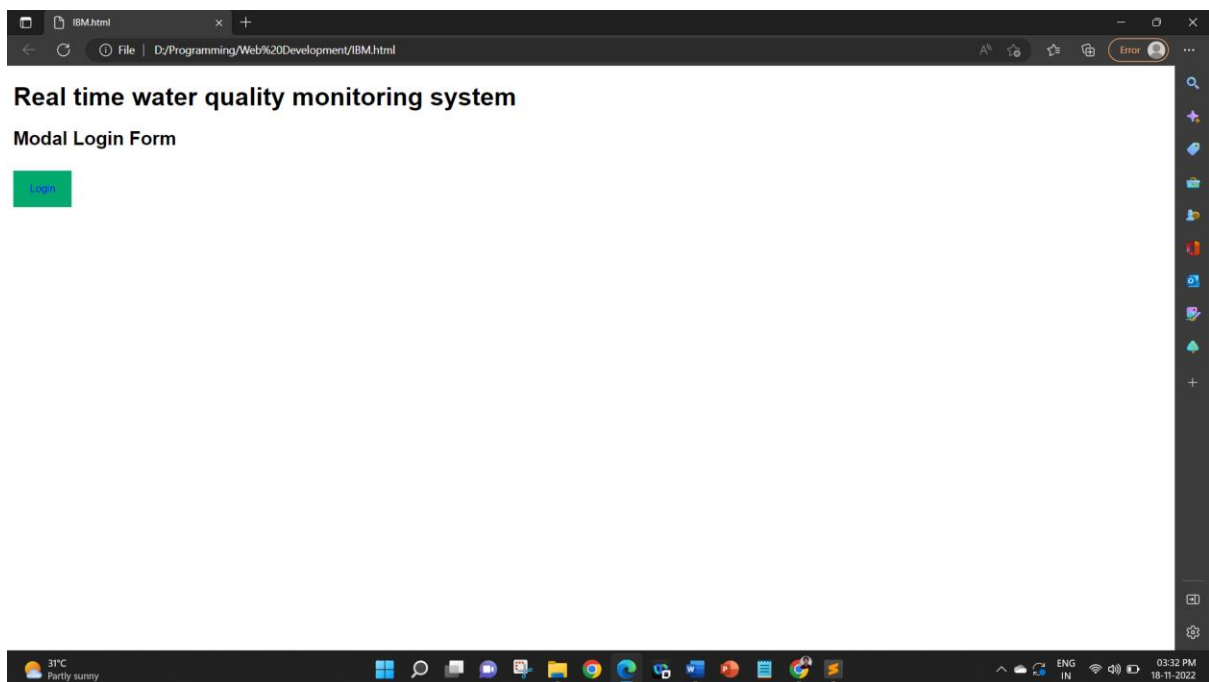 IBM.html
File | D:/Programming/Web%20Development/IBM.html
Error
Real time water quality monitoring system
Modal Login Form
Login
31°C
Partly sunny
ENG
IN
03:32 PM
18-11-2022